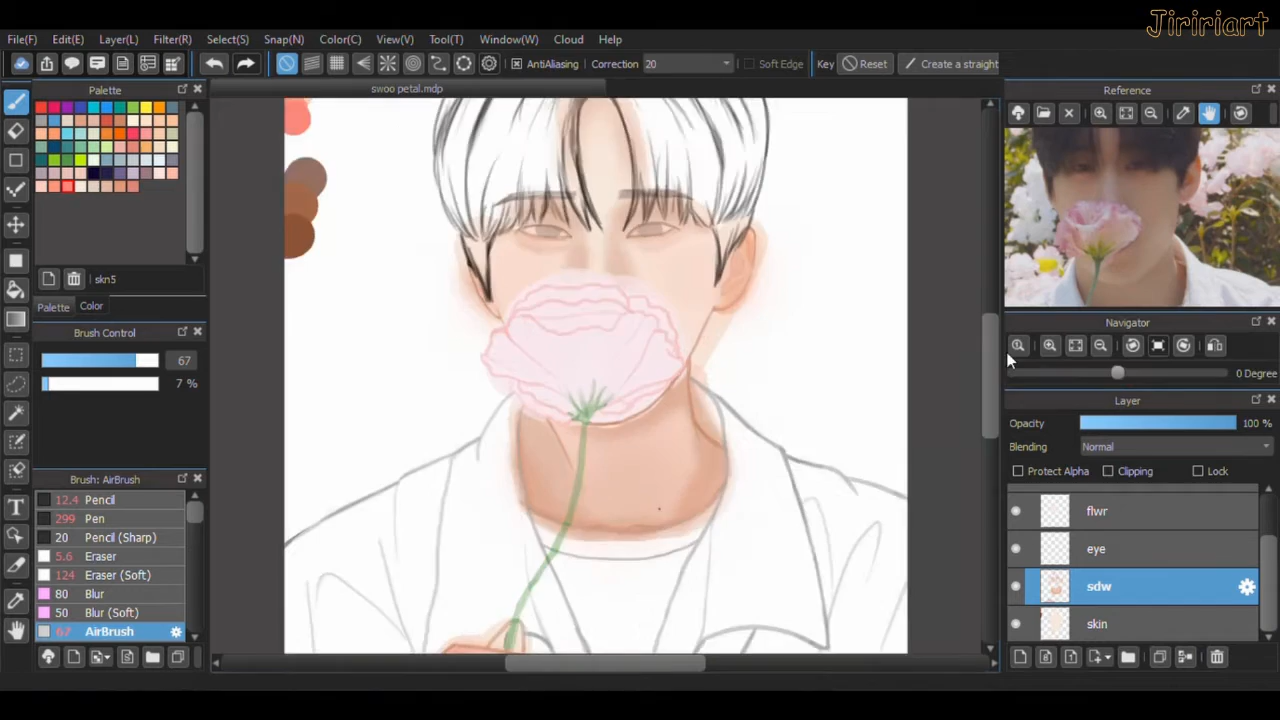 Jiririart
File(F) Edit(E) Layer(L) Filter(R) Select(S) Snap(N) Color(C) View(V) Tool(T) Window(W) Cloud Help
AntiAliasing Correction 20 Soft Edge Key Reset Create a straight
Palette
swoo petal.mdp
Reference
skn5
Palette Color
Brush Control
67
7 %
Navigator
0 Degree
Layer
Opacity 100 %
Blending Normal
Protect Alpha Clipping Lock
Brush: AirBrush
12.4 Pencil
299 Pen
20 Pencil (Sharp)
5.6 Eraser
124 Eraser (Soft)
80 Blur
50 Blur (Soft)
67 AirBrush
flwr
eye
sdw
skin